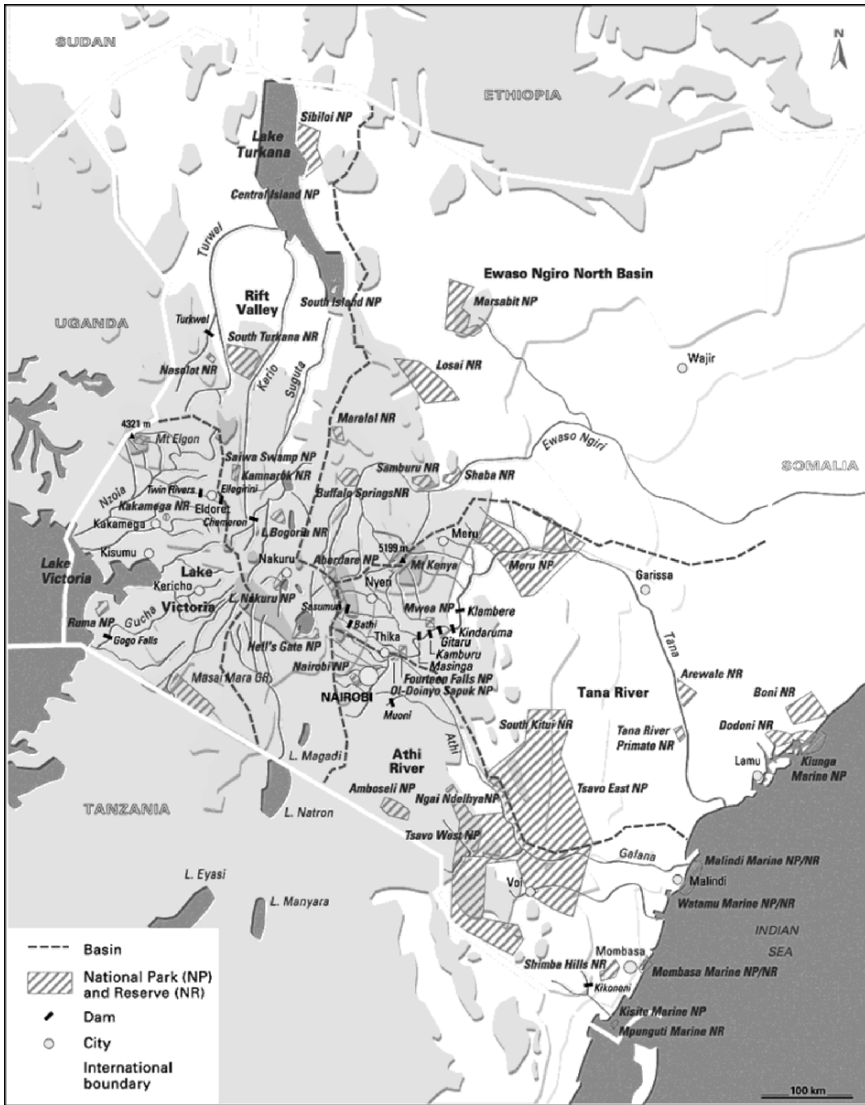 SUDAN
N
ETHIOPIA
Sibiloi NP
Lake
Turkana
Central Island NP
Turwel
Ewaso Ngiro North Basin
Rift
Valley
South Island NP
Marsabit NP
UGANDA
Turkwel
South Turkana NR
Wajir
Nasolot NR
Kerio
Suguta
Losai NR
4321 m
Mt Elgon
Maralal NR
Ewaso Ngiri
Saiwa Swamp NP
Samburu NR
Shaba NR
SOMALIA
Nzoia
Twin Rivers
Ellegirini
Kamnarok NR
Buffalo Springs NR
Kakamega NR
Eldoret
Chemeron
Kakamega
L.Bogoria NR
5199 m
Meru
Kisumu
Lake
Victoria
Lake
Victoria
Nakuru
Aberdare NP
Mt Kenya
Meru NP
Kericho
Nyeri
Garissa
L. Nakuru NP
Sasumua
Mwea NP
Kiambere
Ruma NP
Gucha
Bathi
Kindaruma
Gogo Falls
Thika
Gitaru
Tana
Hell's Gate NP
Kamburu
Masinga
Nairobi NP
Fourteen Falls NP
Arewale NR
Masai Mara GR
Ol-Doinyo Sapuk NP
Tana River
Boni NR
NAIROBI
Muoni
South Kitui NR
Dodoni NR
Tana River
Primate NR
Athi
L. Magadi
Athi
River
Lamu
Kiunga
Marine NP
Amboseli NP
Ngai Ndeihya NP
Tsavo East NP
TANZANIA
L. Natron
Tsavo West NP
Galana
Malindi Marine NP/NR
L. Eyasi
Voi
Malindi
L. Manyara
Watamu Marine NP/NR
INDIAN
SEA
Basin
Mombasa
National Park (NP)
and Reserve (NR)
Shimba Hills NR
Mombasa Marine NP/NR
Kikoneni
Dam
Kisite Marine NP
City
Mpunguti Marine NR
International
boundary
100 km